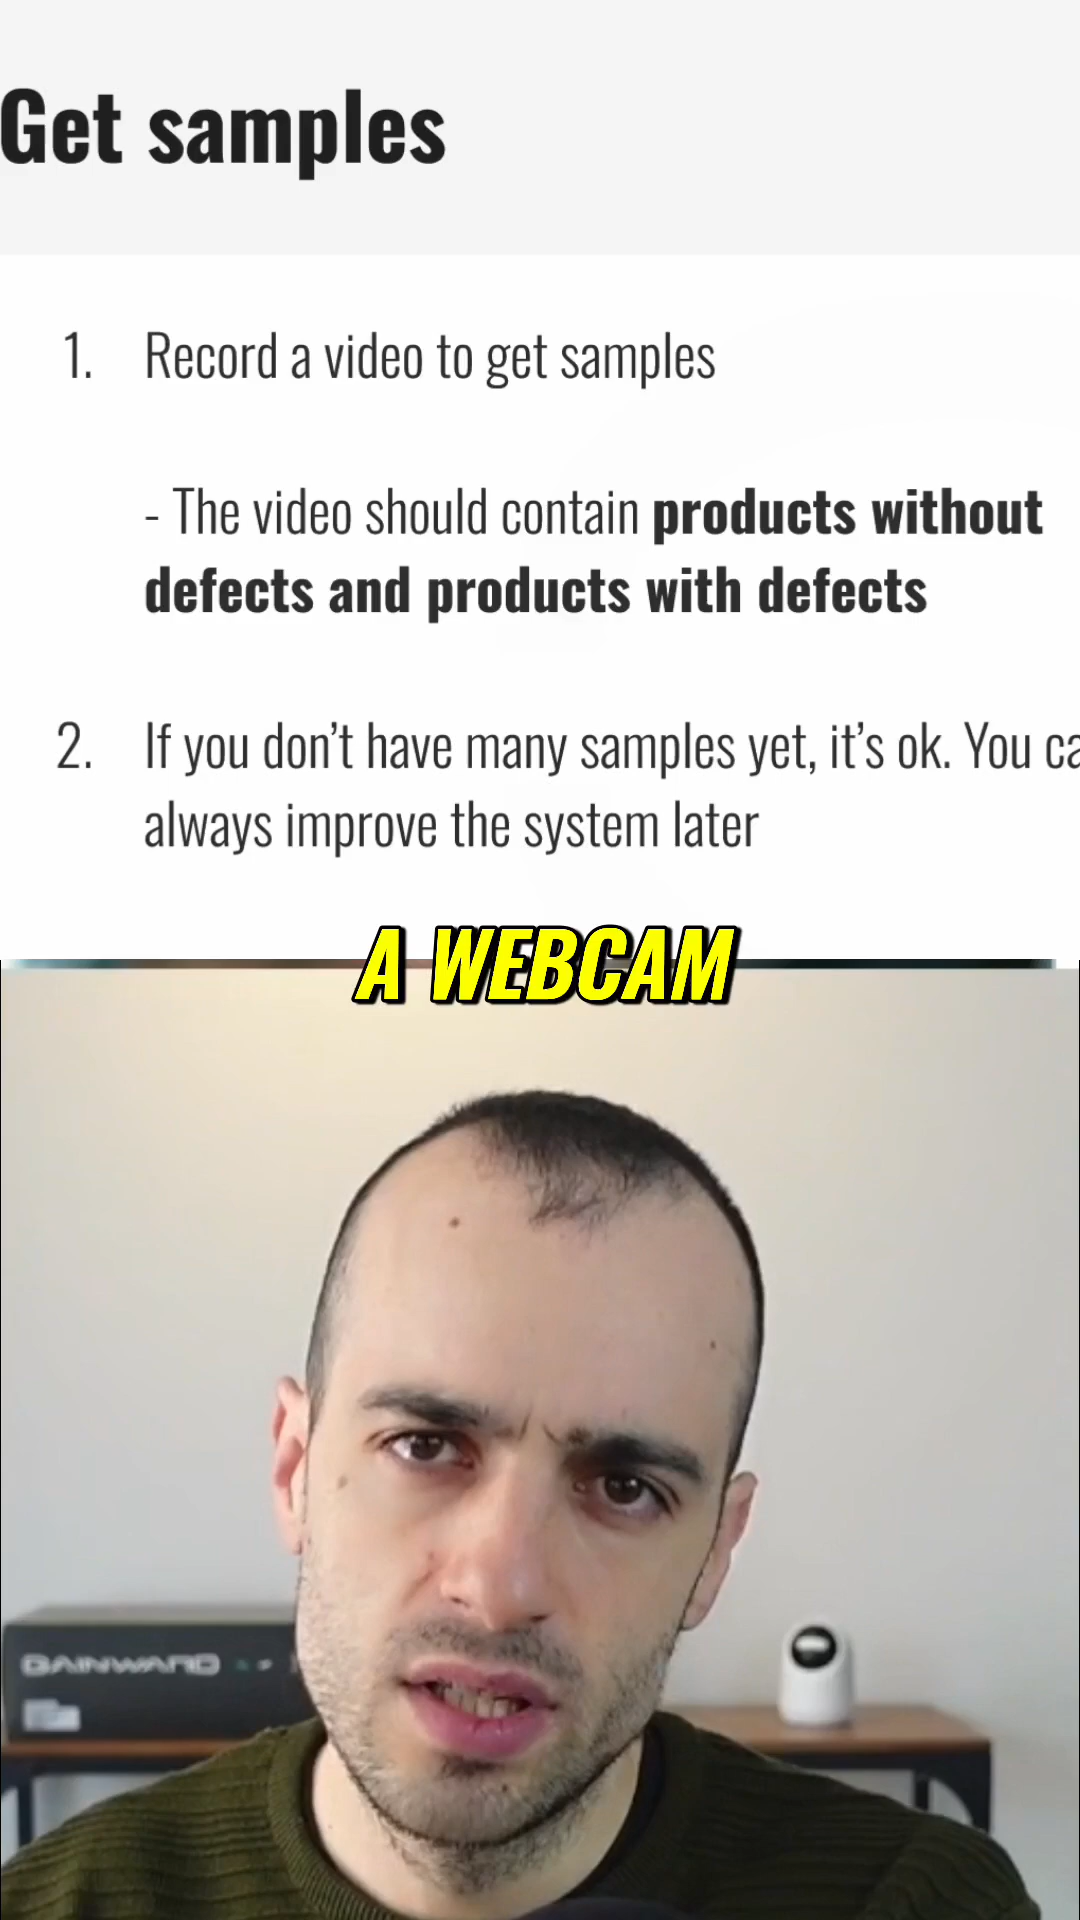 Get samples
1. Record a video to get samples
- The video should contain products without
defects and products with defects
2. If you don't have many samples yet, it's ok. You ca
always improve the system later
A WEBCAM
GAINWARD